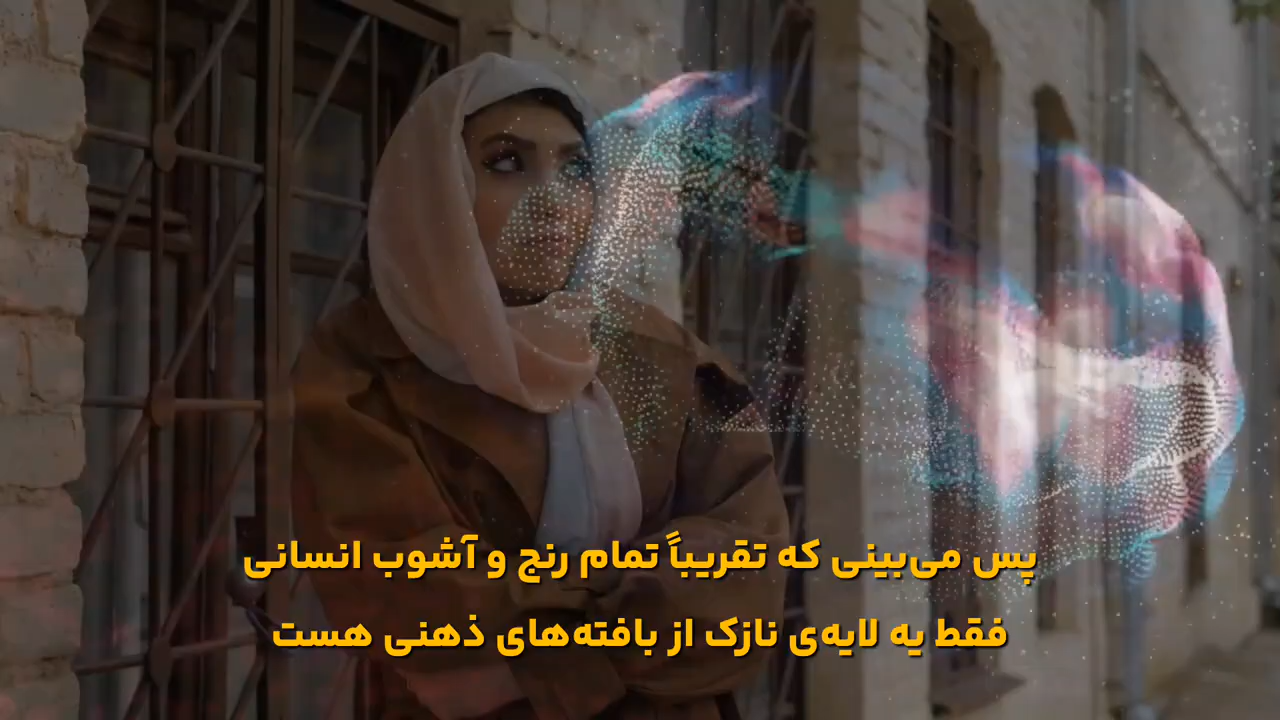 پس می‌بینی که تقریباً تمام رنج و آشوب انسانی
فقط یه لایه‌ی نازک از بافته‌های ذهنی هست